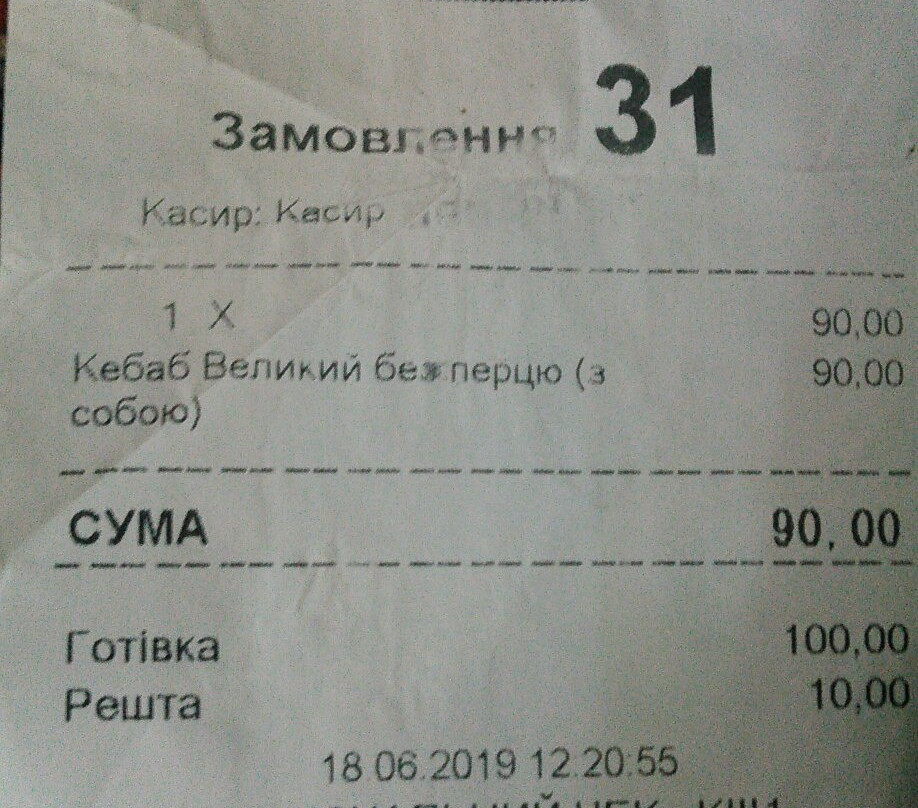 Замовлення 31
Касир: Касир
1 X 90,00
Кебаб Великий без перцю (з 90,00
собою)
СУМА 90,00
Готівка 100,00
Решта 10,00
18.06.2019 12:20:55